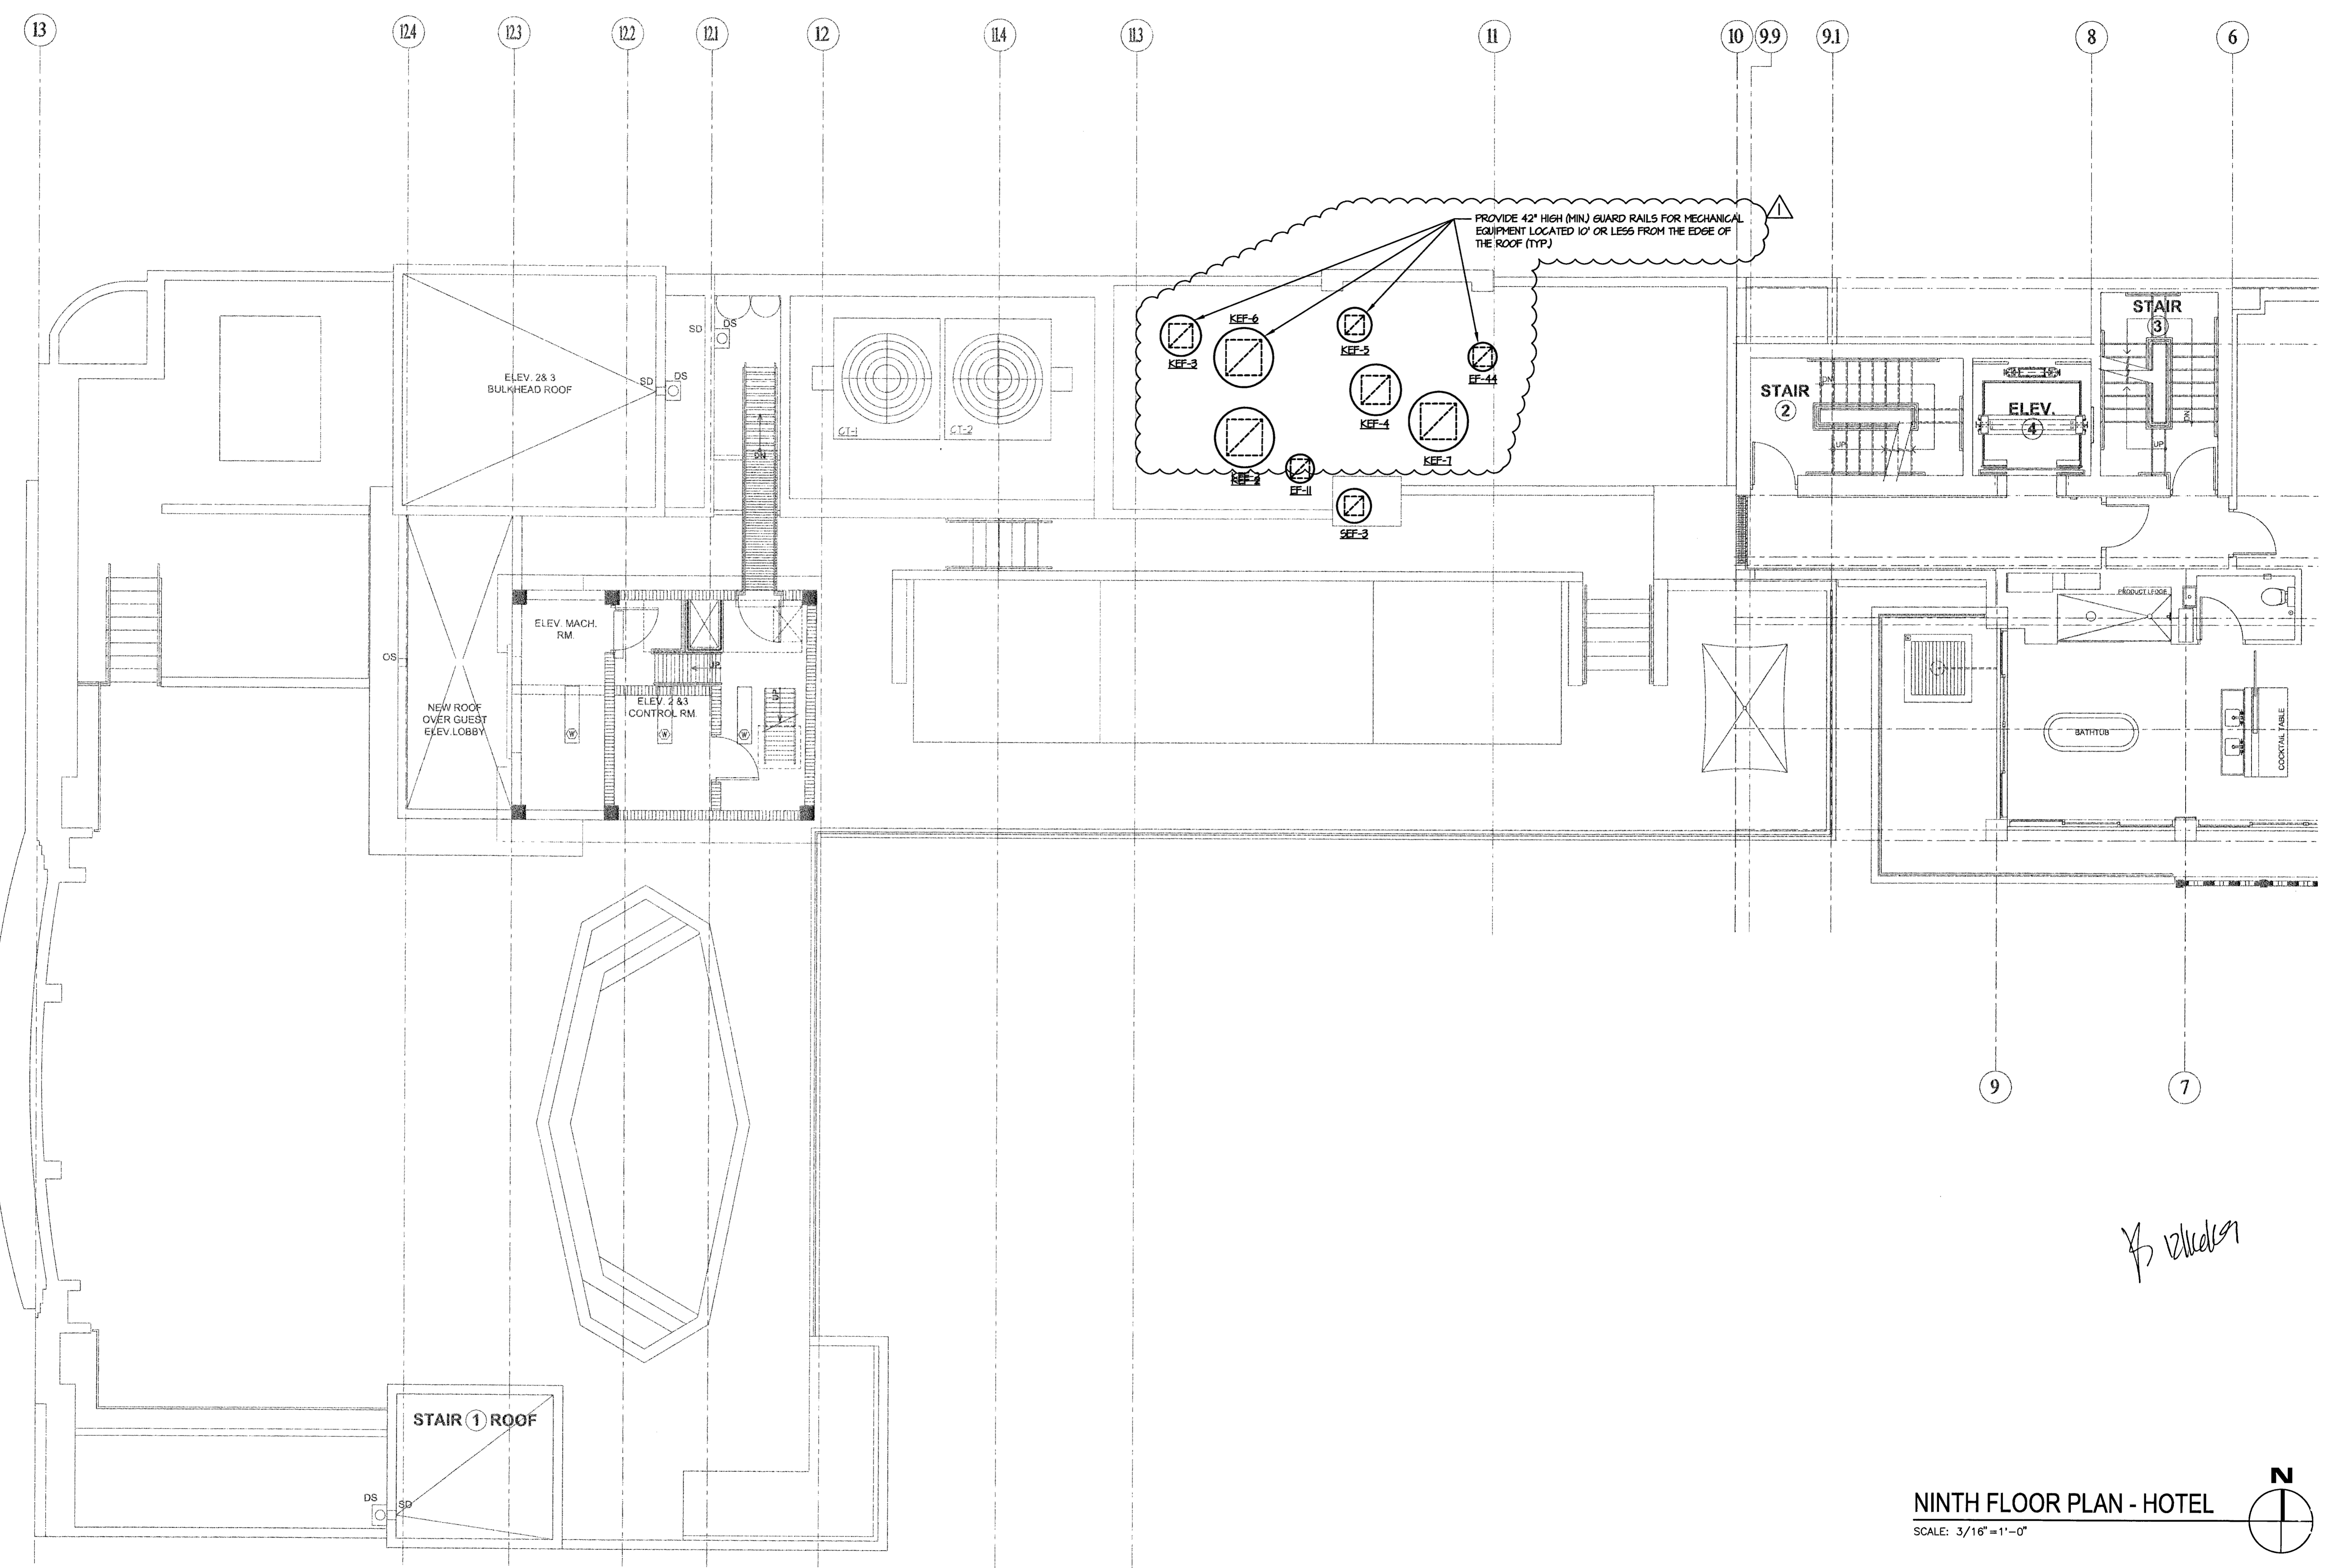 13
12.4
12.3
12.2
12.1
12
11.4
11.3
11
10
9.9
9.1
8
6
1
PROVIDE 42" HIGH (MIN.) GUARD RAILS FOR MECHANICAL
EQUIPMENT LOCATED 10' OR LESS FROM THE EDGE OF
THE ROOF (TYP.)
KEF-6
KEF-3
KEF-5
EF-44
KEF-4
KEF-7
EF-11
SEF-3
SD
DS
ELEV. 2& 3
BULKHEAD ROOF
SD
DS
DN
CT-1
CT-2
STAIR
3
STAIR
2
DN
UP
ELEV.
4
UP
DN
ELEV. MACH.
RM.
OS
UP
NEW ROOF
OVER GUEST
ELEV.LOBBY
ELEV. 2 &3
CONTROL RM.
W
W
W
PRODUCT LEDGE
BATHTUB
COCKTAIL TABLE
9
7
STAIR 1 ROOF
DS
SD
N
NINTH FLOOR PLAN - HOTEL
SCALE: 3/16"=1'-0"